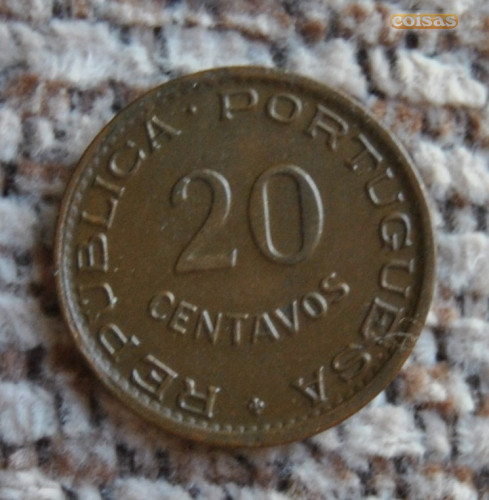 coisas
REPUBLICA · PORTUGUESA
20
CENTAVOS